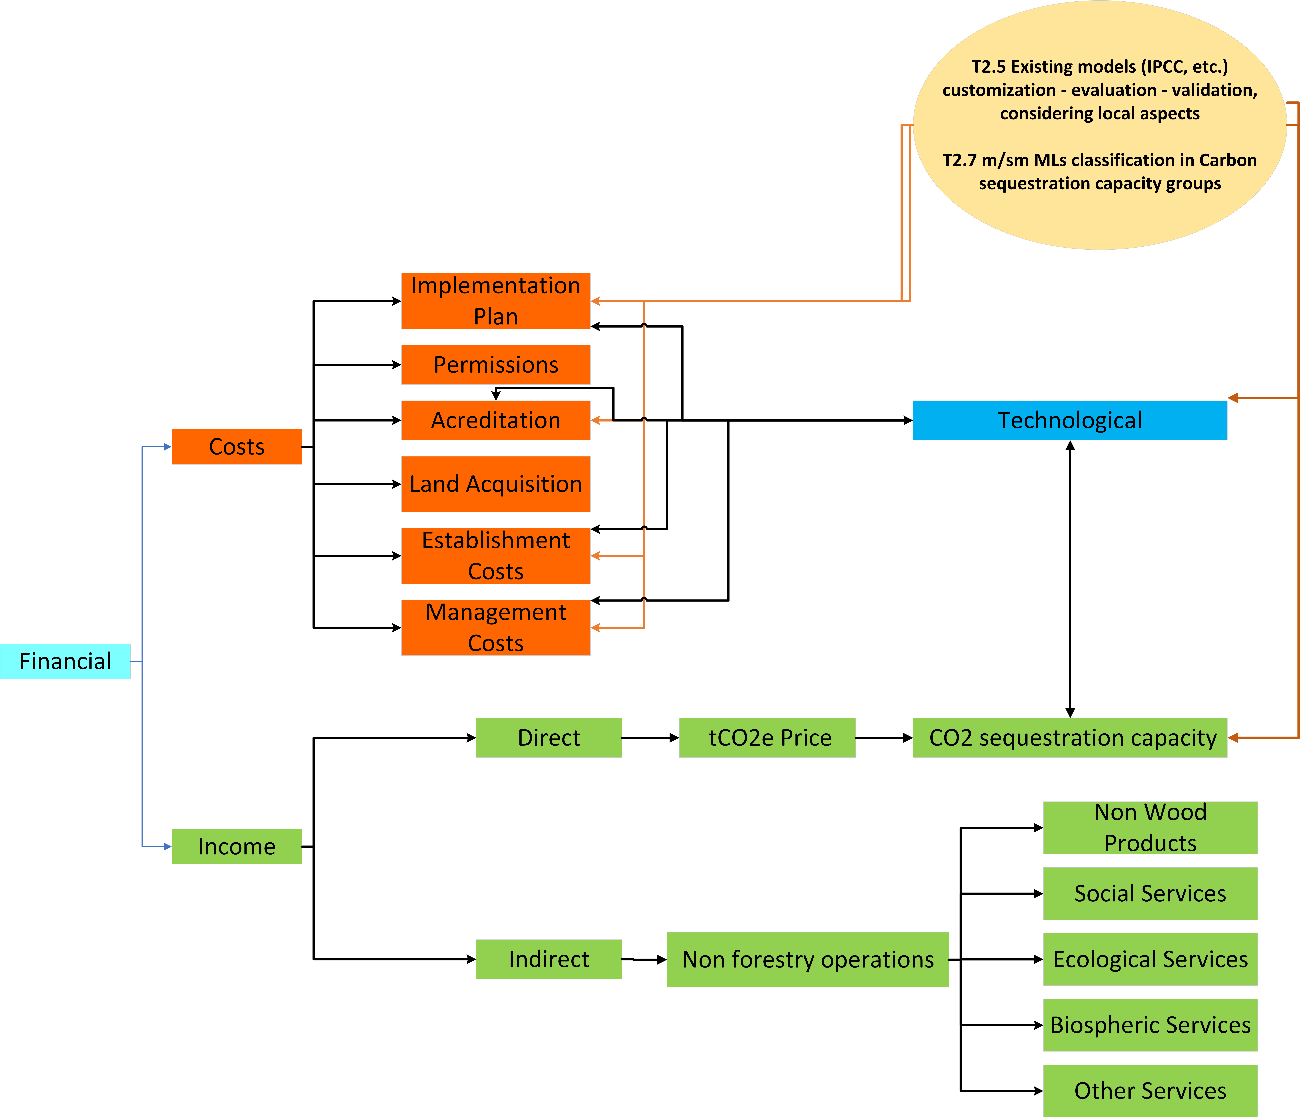 T2.5 Existing models (IPCC, etc.)
customization - evaluation - validation,
considering local aspects
T2.7 m/sm MLs classification in Carbon
sequestration capacity groups
Implementation
Plan
Permissions
Acreditation
Technological
Costs
Land Acquisition
Establishment
Costs
Management
Costs
Financial
Direct
tCO2e Price
CO2 sequestration capacity
Income
Non Wood
Products
Social Services
Indirect
Non forestry operations
Ecological Services
Biospheric Services
Other Services